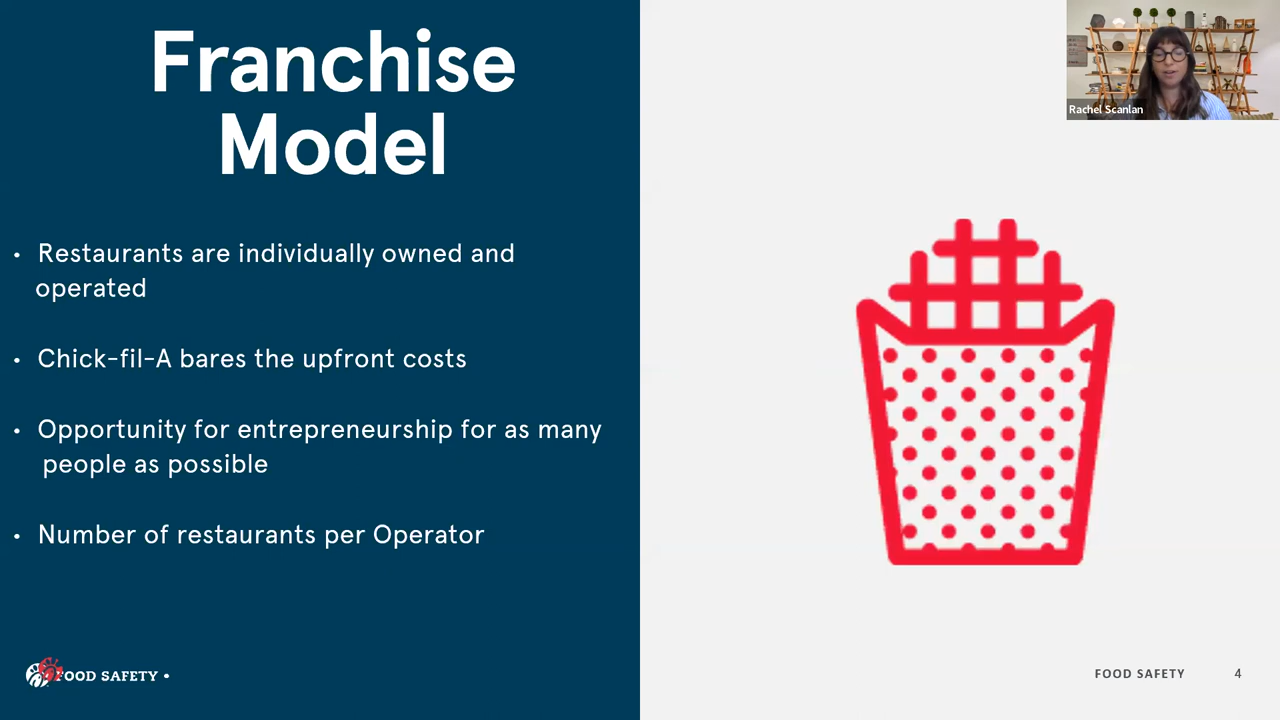 Franchise
Model
• Restaurants are individually owned and
operated
• Chick-fil-A bares the upfront costs
• Opportunity for entrepreneurship for as many
people as possible
• Number of restaurants per Operator
FOOD SAFETY •
Rachel Scanlan
FOOD SAFETY 4